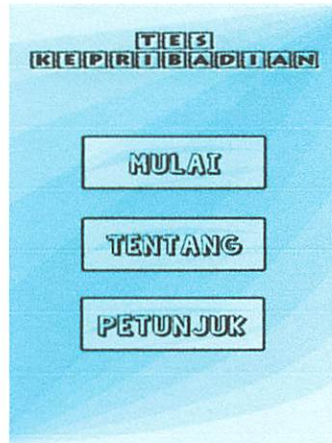 TES
KEPRIBADIAN
MULAI
TENTANG
PETUNJUK